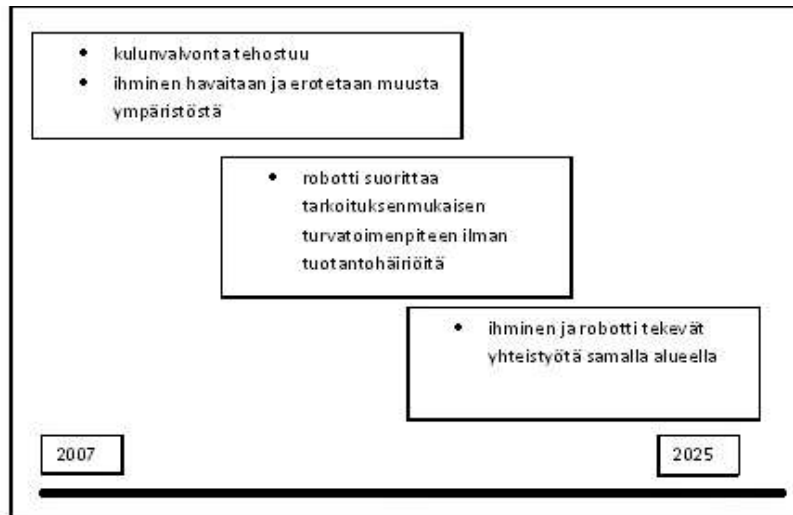 • kulunvalvonta tehostuu
• ihminen havaitaan ja erotetaan muusta
ympäristöstä
• robotti suorittaa
tarkoituksenmukaisen
turvatoimenpiteen ilman
tuotantohäiriöitä
• ihminen ja robotti tekevät
yhteistyötä samalla alueella
2007
2025